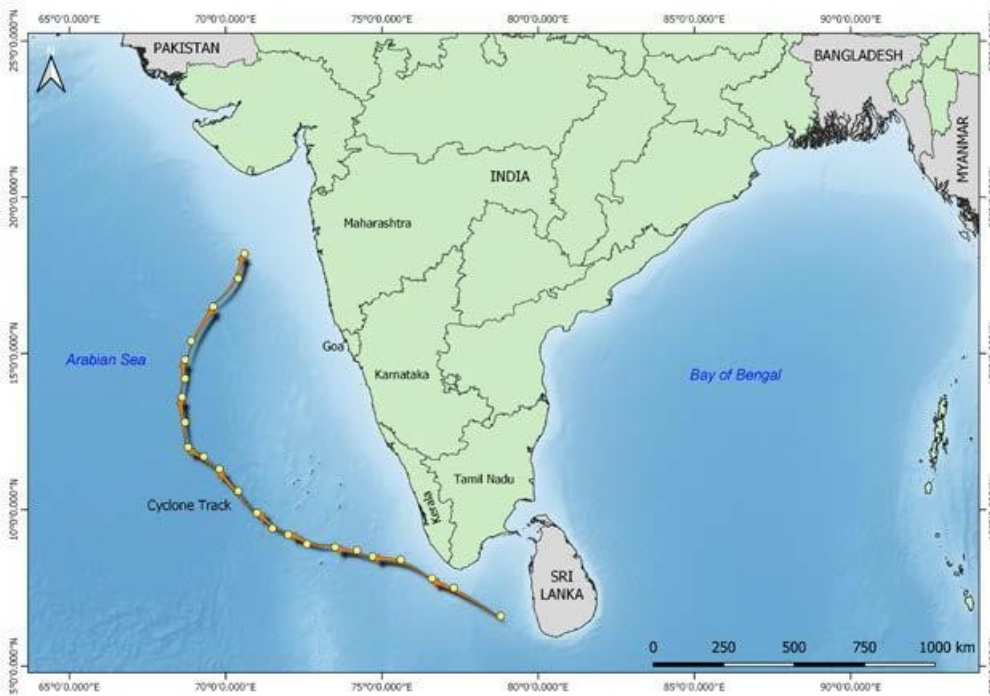 65°0'0.000"E 70°0'0.000"E 75°0'0.000"E 80°0'0.000"E 85°0'0.000"E 90°0'0.000"E
25°0'0.000"N
PAKISTAN
BANGLADESH
N
MYANMAR
INDIA
20°0'0.000"N
Maharashtra
Goa
15°0'0.000"N
Arabian Sea
Karnataka
Bay of Bengal
Tamil Nadu
Kerala
Cyclone Track
10°0'0.000"N
SRI
LANKA
0 250 500 750 1000 km
5°0'0.000"N
65°0'0.000"E 70°0'0.000"E 75°0'0.000"E 80°0'0.000"E 85°0'0.000"E 90°0'0.000"E